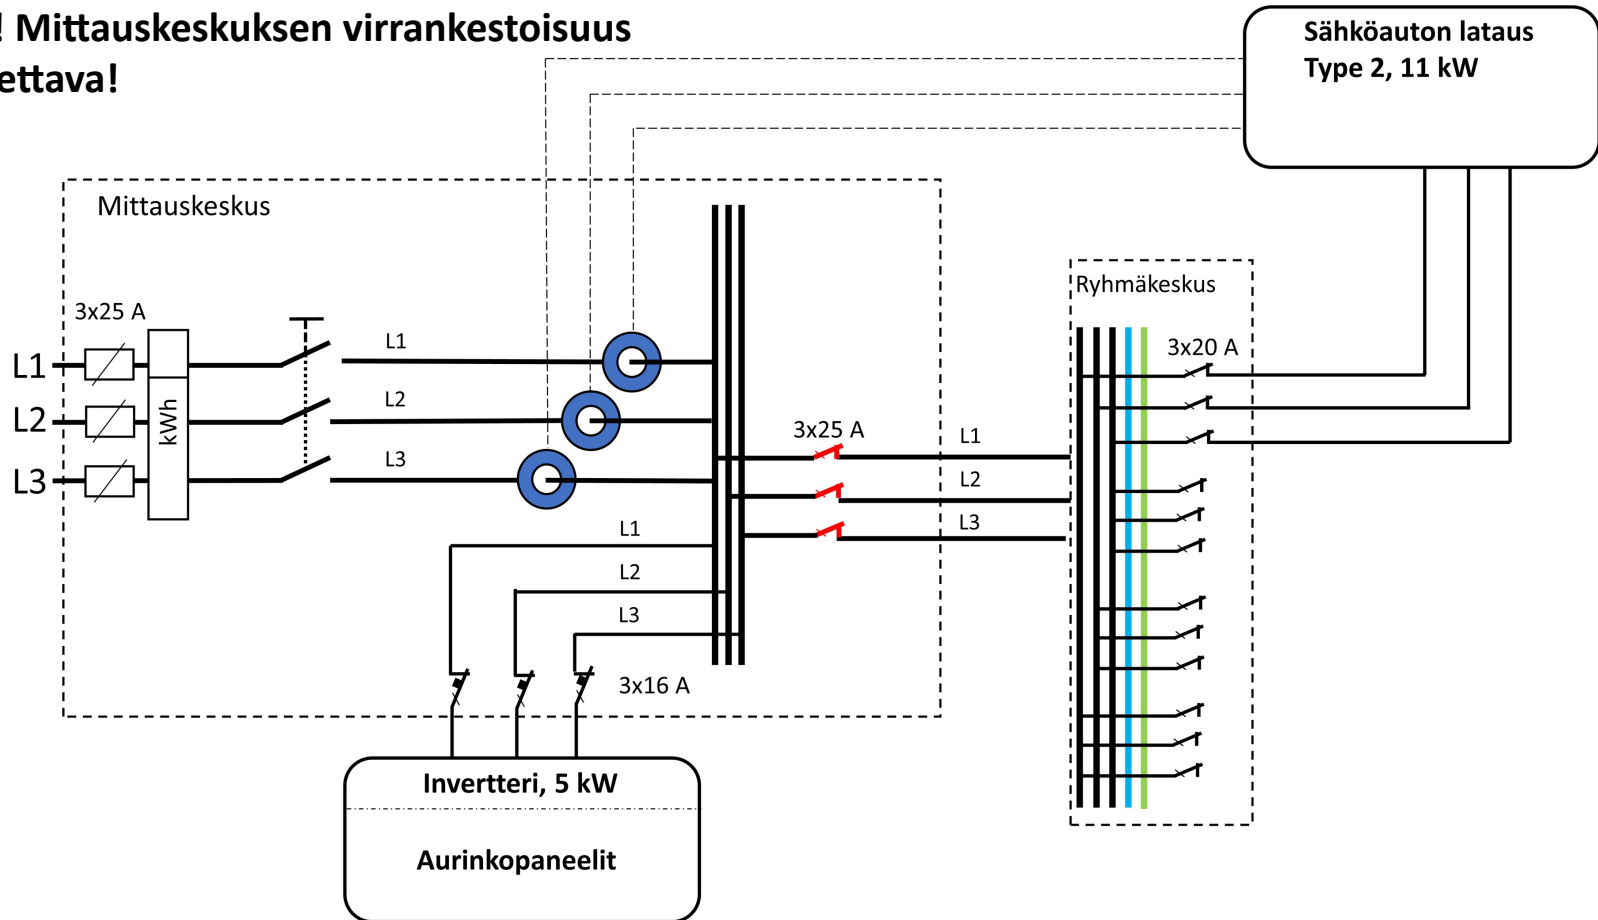 ! Mittauskeskuksen virrankestoisuus
ettava!
Sähköauton lataus
Type 2, 11 kW
Mittauskeskus
3x25 A
L1
L2
L3
kWh
L1
L2
L3
L1
L2
L3
3x16 A
3x25 A
L1
L2
L3
Ryhmäkeskus
3x20 A
Invertteri, 5 kW
Aurinkopaneelit